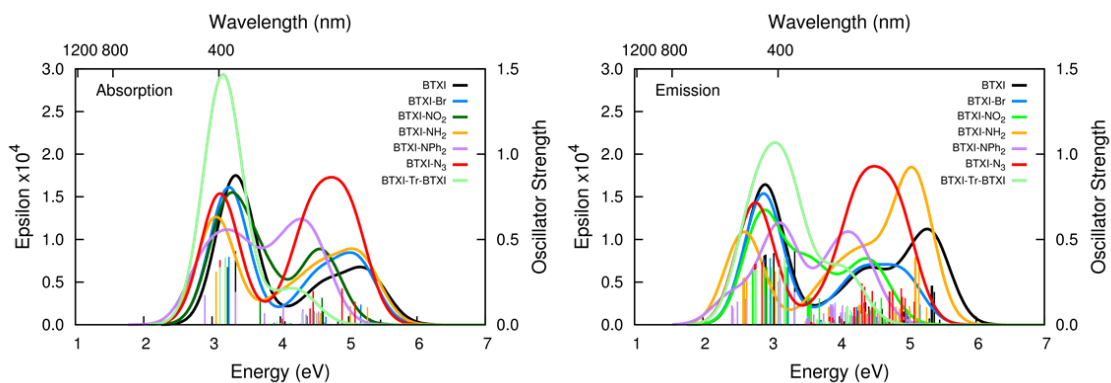 Wavelength (nm)
1200 800 400
3.0
2.5
2.0
1.5
1.0
0.5
0.0
Epsilon x10⁴
Absorption
BTXI
BTXI-Br
BTXI-NO₂
BTXI-NH₂
BTXI-NPh₂
BTXI-N₃
BTXI-Tr-BTXI
1.5
1.0
0.5
0.0
Oscillator Strength
1 2 3 4 5 6 7
Energy (eV)
Wavelength (nm)
1200 800 400
3.0
2.5
2.0
1.5
1.0
0.5
0.0
Epsilon x10⁴
Emission
BTXI
BTXI-Br
BTXI-NO₂
BTXI-NH₂
BTXI-NPh₂
BTXI-N₃
BTXI-Tr-BTXI
1.5
1.0
0.5
0.0
Oscillator Strength
1 2 3 4 5 6 7
Energy (eV)